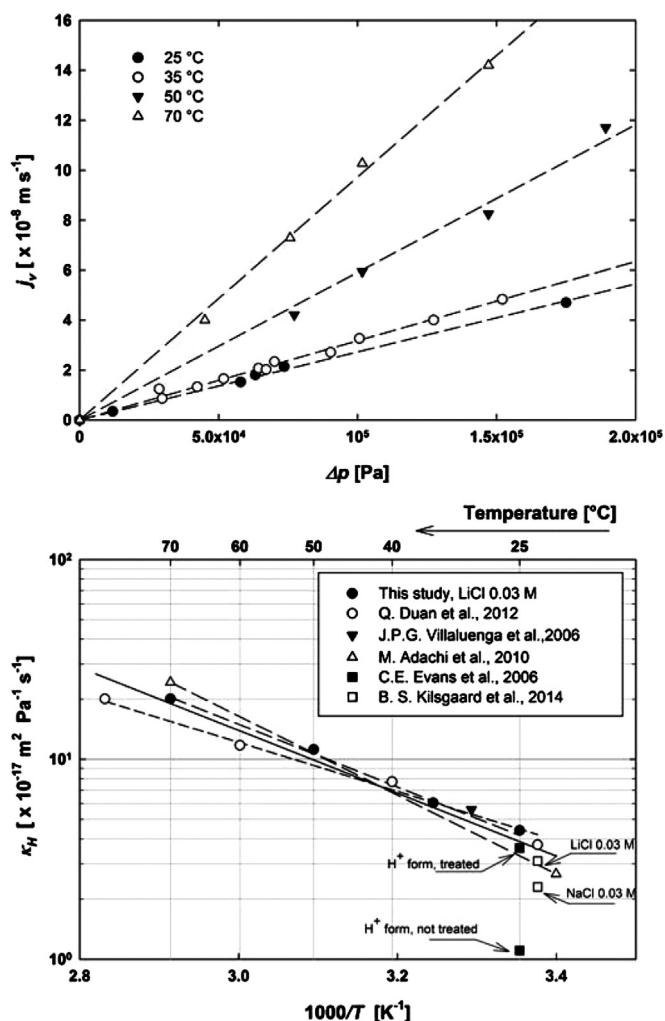 16
14
12
10
8
6
4
2
0
j_v [ x 10⁻⁸ m s⁻¹]
25 °C
35 °C
50 °C
70 °C
0
5.0x10⁴
10⁵
1.5x10⁵
2.0x10⁵
Δp [Pa]
Temperature [°C]
70
60
50
40
25
10²
10¹
10⁰
κ_H [ x 10⁻¹⁷ m² Pa⁻¹ s⁻¹]
This study, LiCl 0.03 M
Q. Duan et al., 2012
J.P.G. Villaluenga et al.,2006
M. Adachi et al., 2010
C.E. Evans et al., 2006
B. S. Kilsgaard et al., 2014
H⁺ form, treated
LiCl 0.03 M
NaCl 0.03 M
H⁺ form, not treated
2.8
3.0
3.2
3.4
1000/T [K⁻¹]